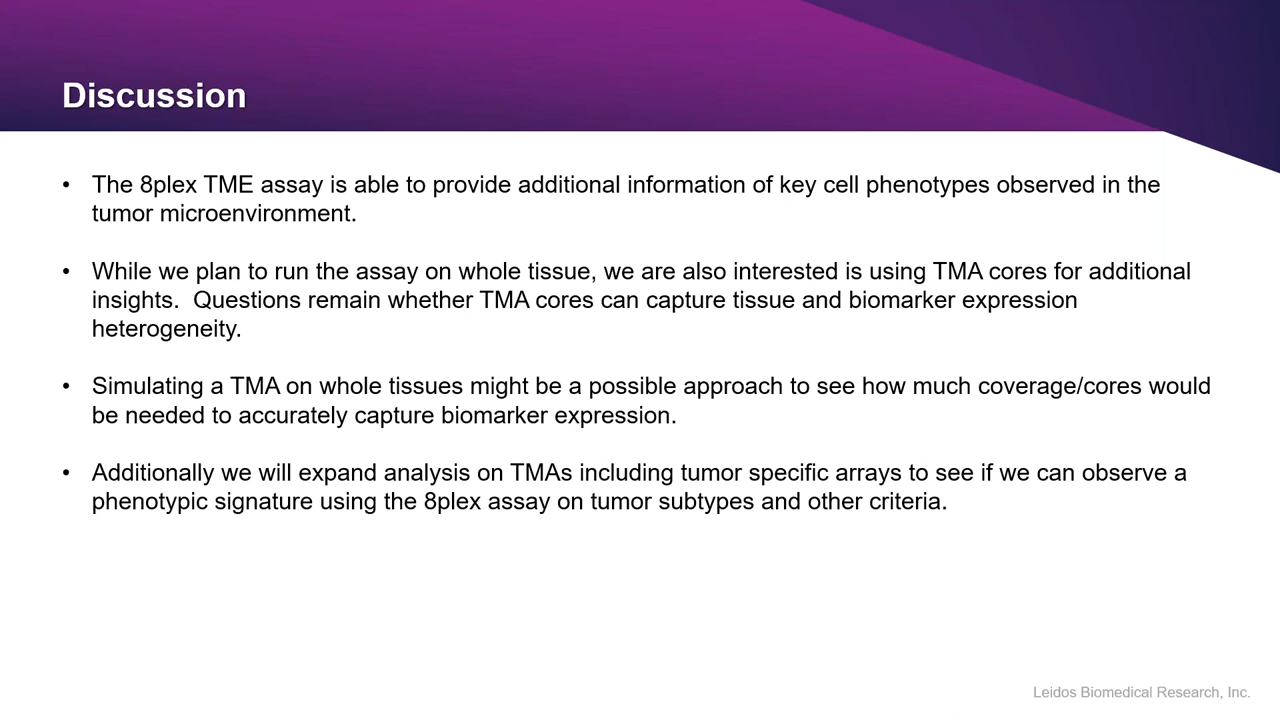 Discussion
• The 8plex TME assay is able to provide additional information of key cell phenotypes observed in the
tumor microenvironment.
• While we plan to run the assay on whole tissue, we are also interested is using TMA cores for additional
insights.  Questions remain whether TMA cores can capture tissue and biomarker expression
heterogeneity.
• Simulating a TMA on whole tissues might be a possible approach to see how much coverage/cores would
be needed to accurately capture biomarker expression.
• Additionally we will expand analysis on TMAs including tumor specific arrays to see if we can observe a
phenotypic signature using the 8plex assay on tumor subtypes and other criteria.
Leidos Biomedical Research, Inc.